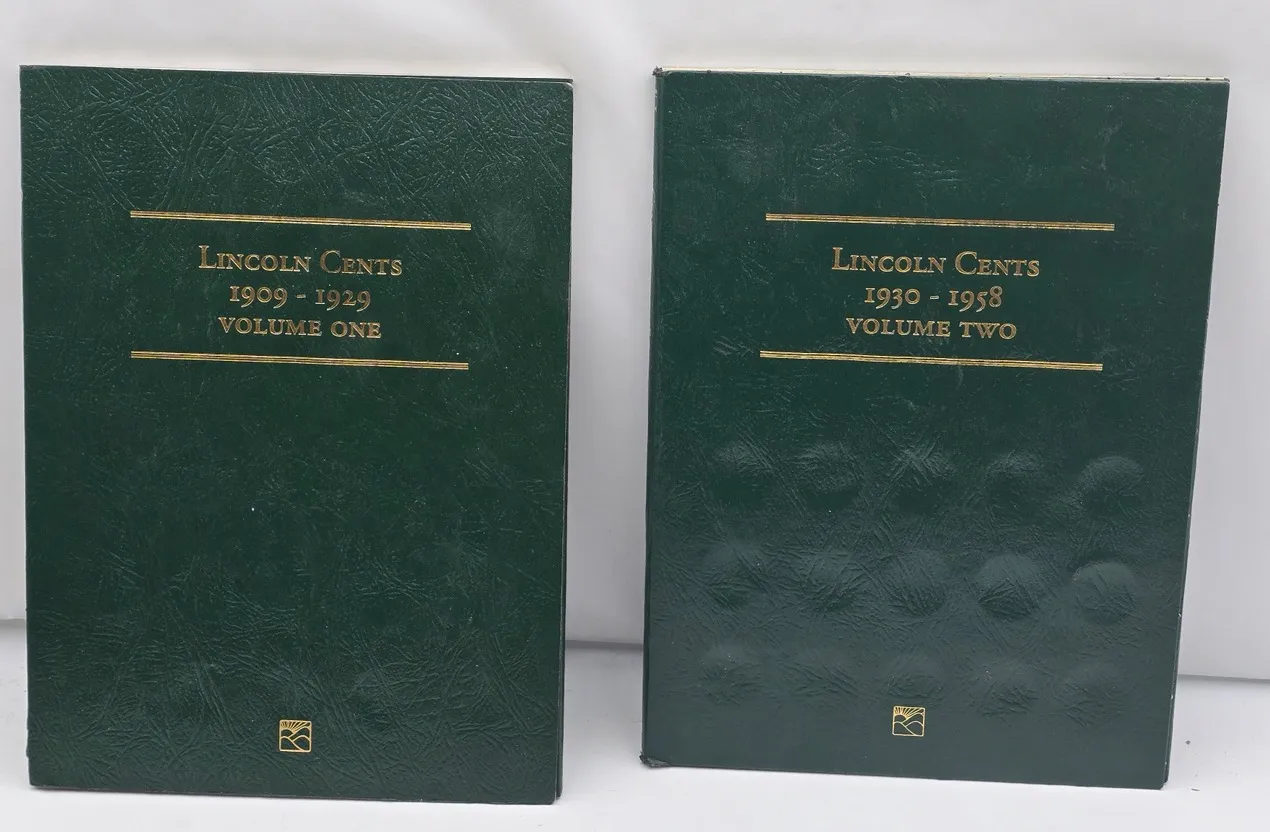 Lincoln Cents
1909 - 1929
Volume One
Lincoln Cents
1930 - 1958
Volume Two